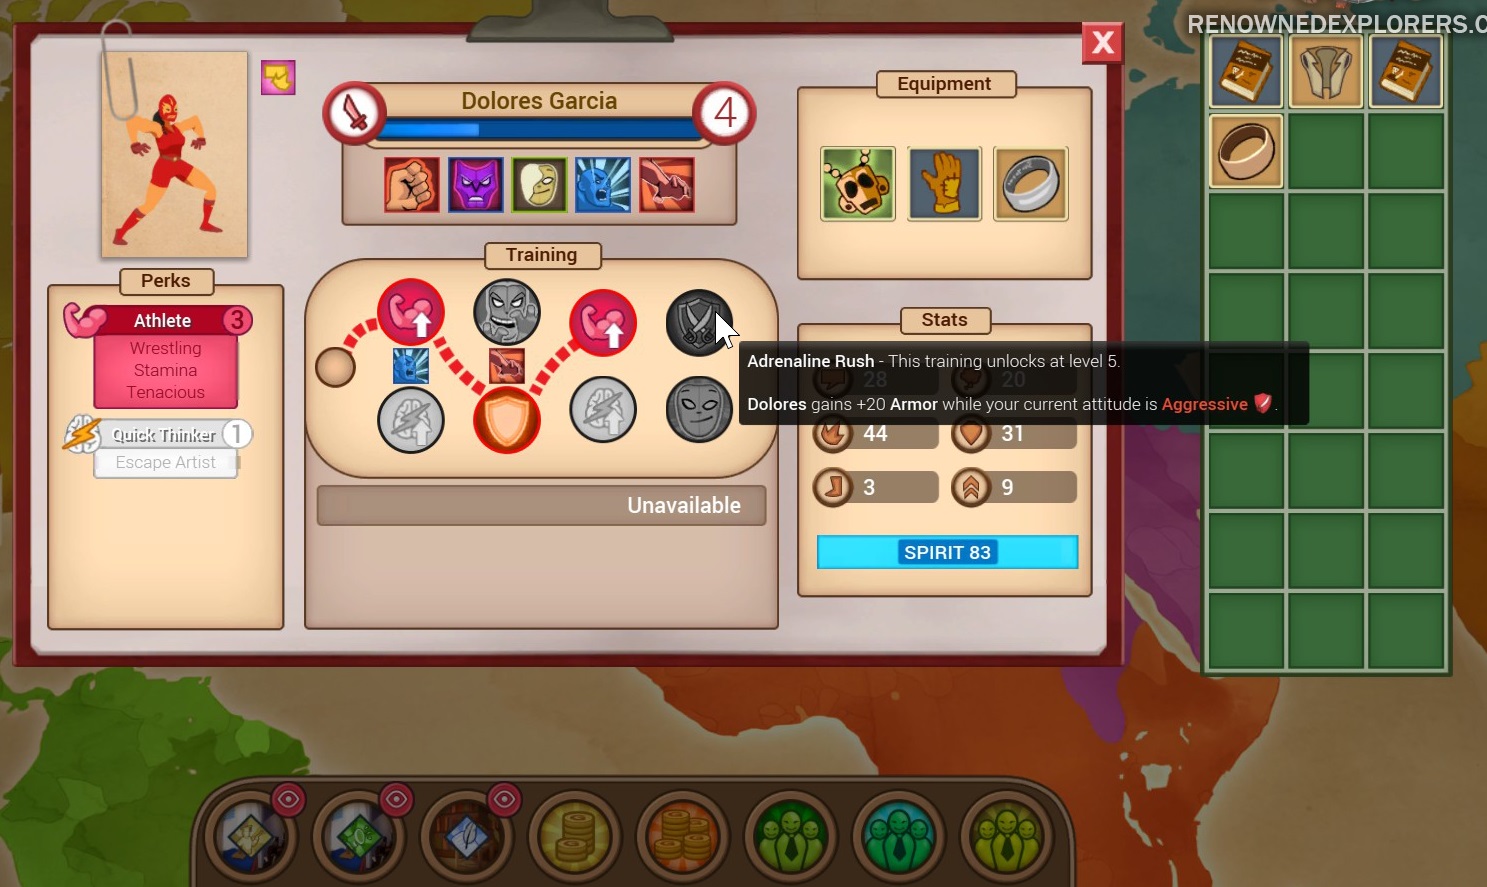 RENOWNEDEXPLORERS.C
X
Dolores Garcia
4
Equipment
Training
Perks
Athlete 3
Wrestling
Stamina
Tenacious
Quick Thinker 1
Escape Artist
Unavailable
Stats
28 20
Adrenaline Rush - This training unlocks at level 5.
Dolores gains +20 Armor while your current attitude is Aggressive .
44 31
3 9
SPIRIT 83